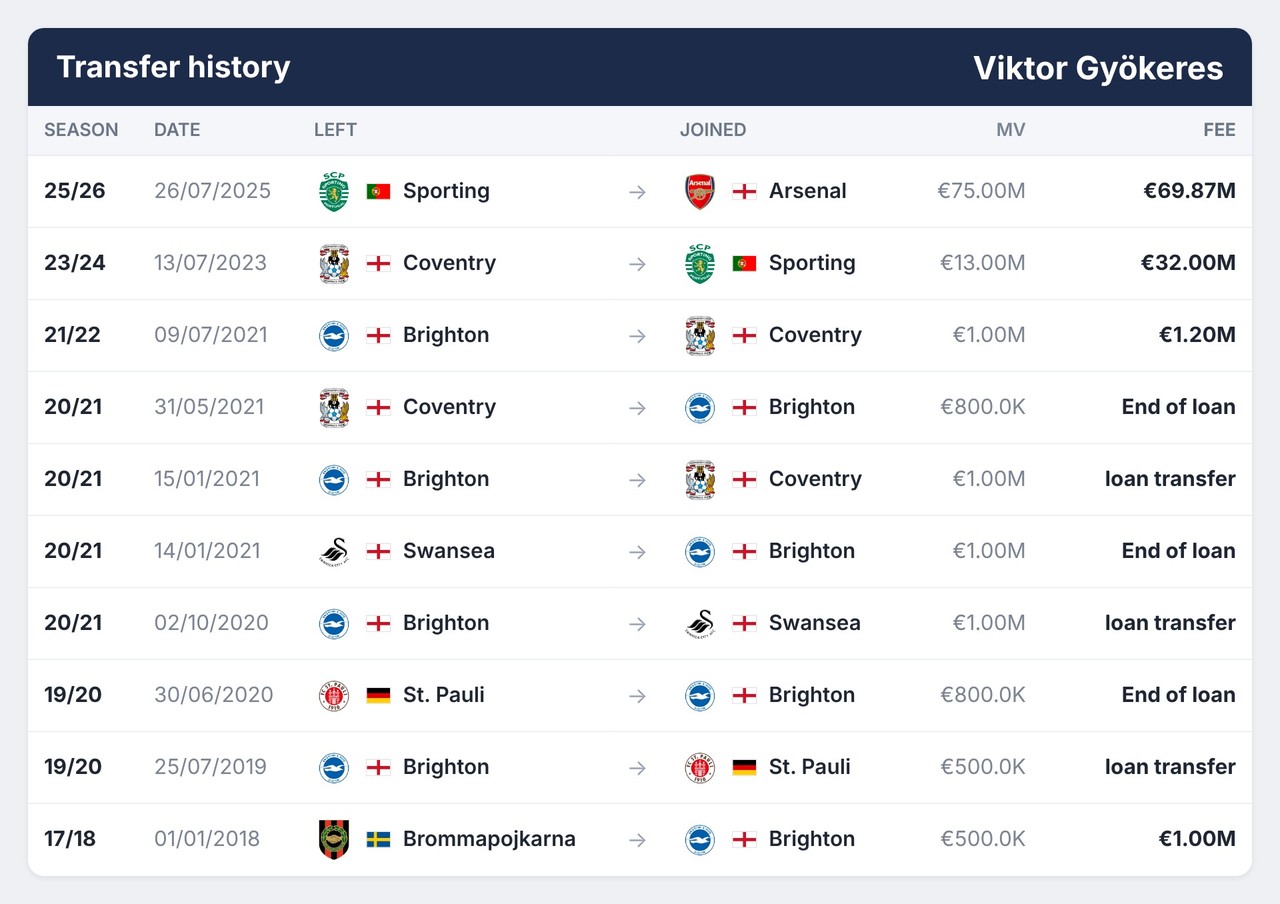 Transfer history Viktor Gyökeres
SEASON DATE LEFT JOINED MV FEE
25/26 26/07/2025 Sporting → Arsenal €75.00M €69.87M
23/24 13/07/2023 Coventry → Sporting €13.00M €32.00M
21/22 09/07/2021 Brighton → Coventry €1.00M €1.20M
20/21 31/05/2021 Coventry → Brighton €800.0K End of loan
20/21 15/01/2021 Brighton → Coventry €1.00M loan transfer
20/21 14/01/2021 Swansea → Brighton €1.00M End of loan
20/21 02/10/2020 Brighton → Swansea €1.00M loan transfer
19/20 30/06/2020 St. Pauli → Brighton €800.0K End of loan
19/20 25/07/2019 Brighton → St. Pauli €500.0K loan transfer
17/18 01/01/2018 Brommapojkarna → Brighton €500.0K €1.00M